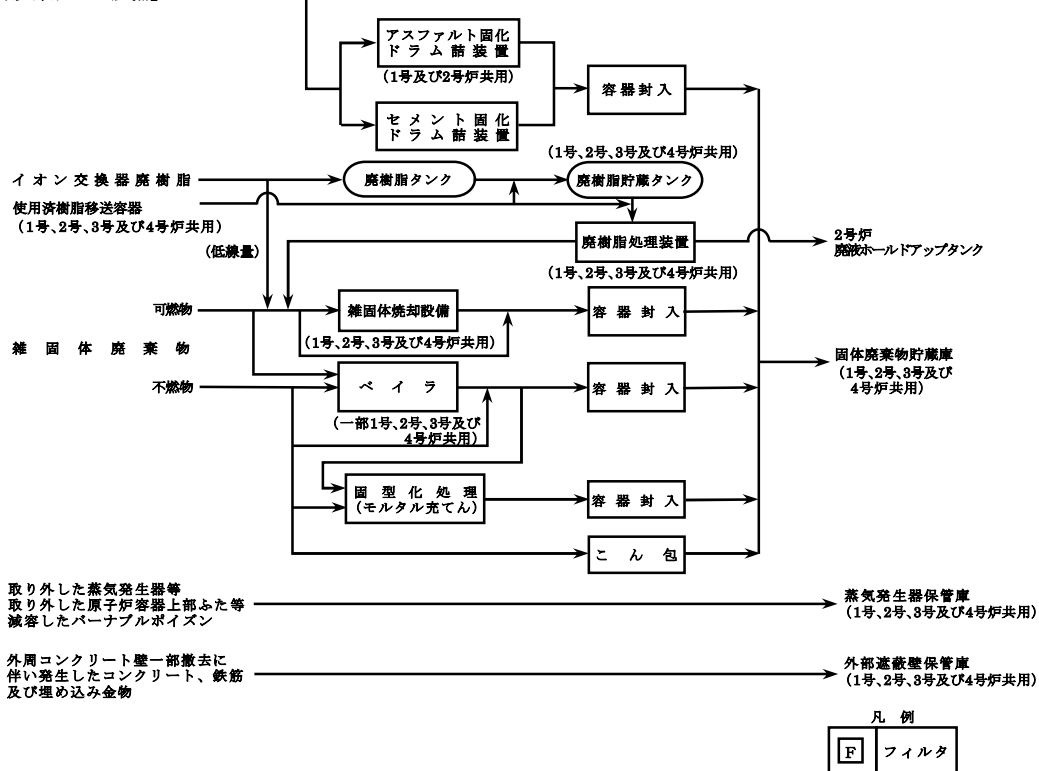 アスファルト固化
ドラム詰装置
(1号及び2号炉共用)
容器封入
セメント固化
ドラム詰装置
(1号、2号、3号及び4号炉共用)
イオン交換器廃樹脂
廃樹脂タンク
廃樹脂貯蔵タンク
使用済樹脂移送容器
(1号、2号、3号及び4号炉共用)
(低線量)
廃樹脂処理装置
(1号、2号、3号及び4号炉共用)
2号炉
廃液ホールドアップタンク
可燃物
雑固体焼却設備
(1号、2号、3号及び4号炉共用)
容器封入
雑固体廃棄物
固体廃棄物貯蔵庫
(1号、2号、3号及び
4号炉共用)
不燃物
ベイラ
(一部1号、2号、3号及び
4号炉共用)
容器封入
固型化処理
(モルタル充てん)
容器封入
こん包
取り外した蒸気発生器等
取り外した原子炉容器上部ふた等
減容したバーナブルポイズン
蒸気発生器保管庫
(1号、2号、3号及び4号炉共用)
外周コンクリート壁一部撤去に
伴い発生したコンクリート、鉄筋
及び埋め込み金物
外部遮蔽壁保管庫
(1号、2号、3号及び4号炉共用)
凡例
F フィルタ